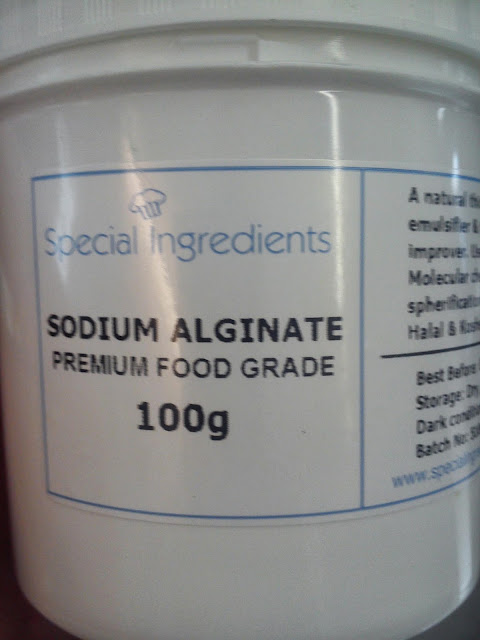 Special Ingredients
SODIUM ALGINATE
PREMIUM FOOD GRADE
100g
A natural
emulsifier &
improver.
Molecular
Halal &
Best Before
Storage: Dry
Dark
Batch No: